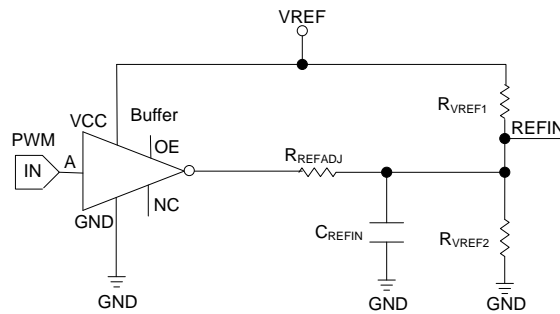 VREF
Buffer
VCC
OE
PWM
IN
A
NC
GND
GND
RREFADJ
CREFIN
GND
RVREF1
REFIN
RVREF2
GND